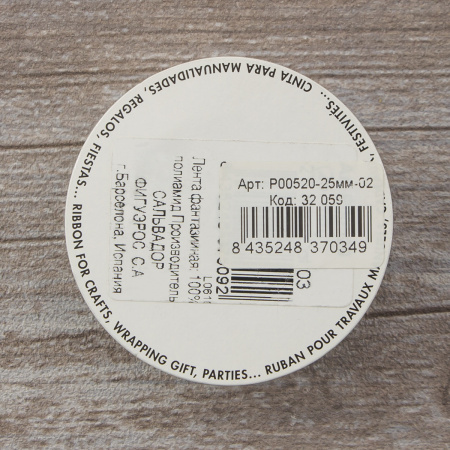 CINTA PARA MANUALIDADES, REGALOS, FIESTAS... RIBBON FOR CRAFTS, WRAPPING GIFT, PARTIES... RUBAN POUR TRAVAUX M
FESTIVITÉS...
Арт: P00520-25мм-02
Код: 32 059
8 435248 370349
Лента фантазийная, 100%
полиамид Производитель
САЛЬВАДОР
ФИГУЭРОС С.А
г.Барселона, Испания
03